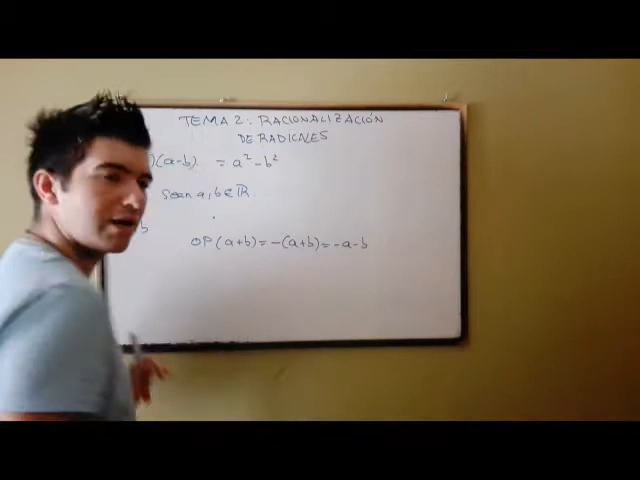 TEMA 2: RACIONALIZACIÓN
DE RADICALES
)(a-b) = a² - b²
Sean a, b ∈ ℝ
b
OP(a+b) = -(a+b) = -a-b